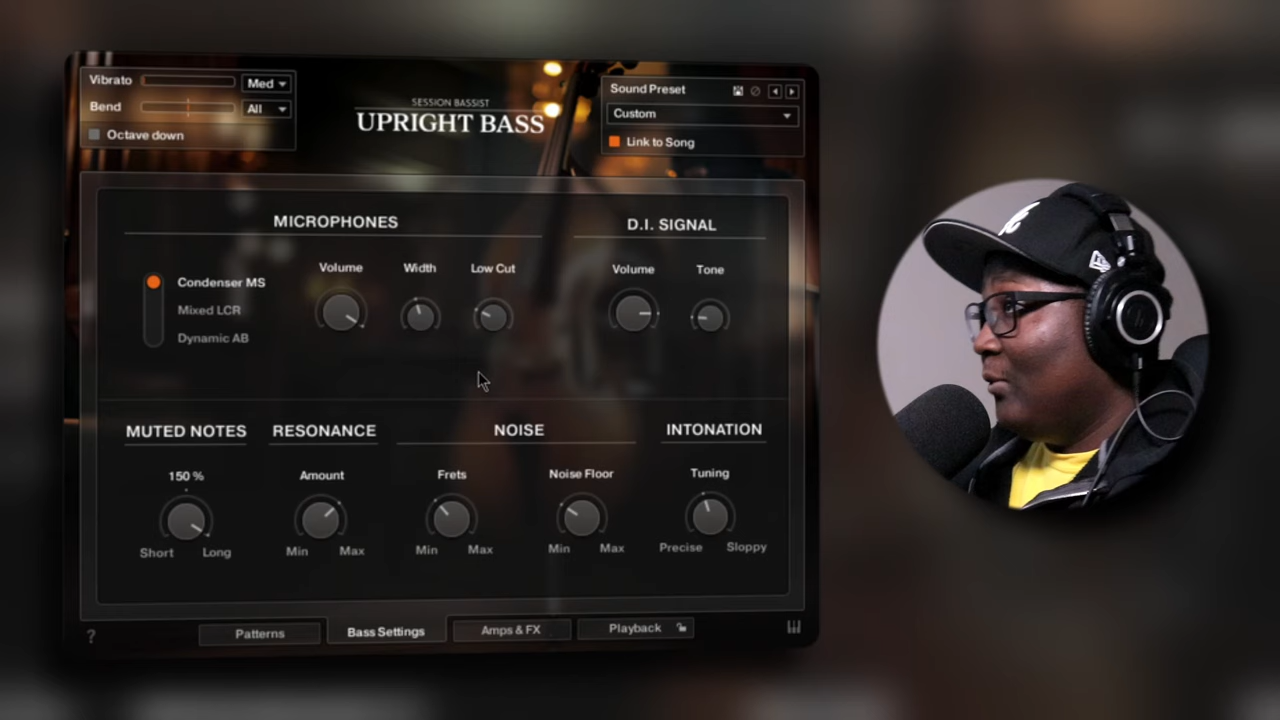 Vibrato
Med
Bend
All
Octave down
SESSION BASSIST
UPRIGHT BASS
Sound Preset
Custom
Link to Song
MICROPHONES
D.I. SIGNAL
Condenser MS
Mixed LCR
Dynamic AB
Volume
Width
Low Cut
Volume
Tone
MUTED NOTES
RESONANCE
NOISE
INTONATION
150 %
Amount
Frets
Noise Floor
Tuning
Short
Long
Min
Max
Min
Max
Min
Max
Precise
Sloppy
?
Patterns
Bass Settings
Amps & FX
Playback